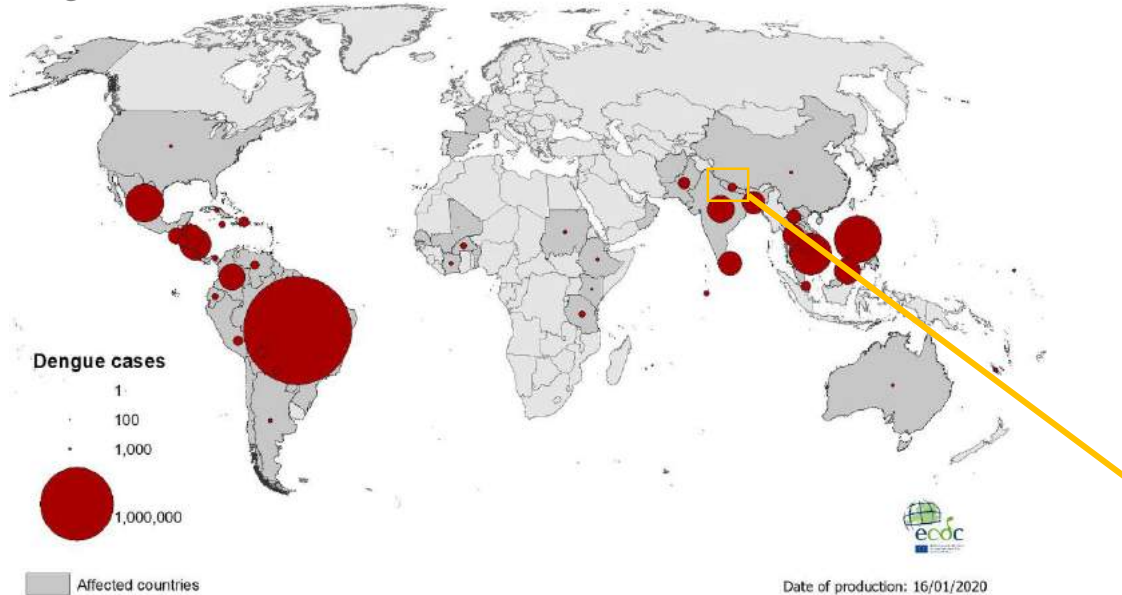 Dengue cases
1
100
1,000
1,000,000
Affected countries
ecdc
Date of production: 16/01/2020